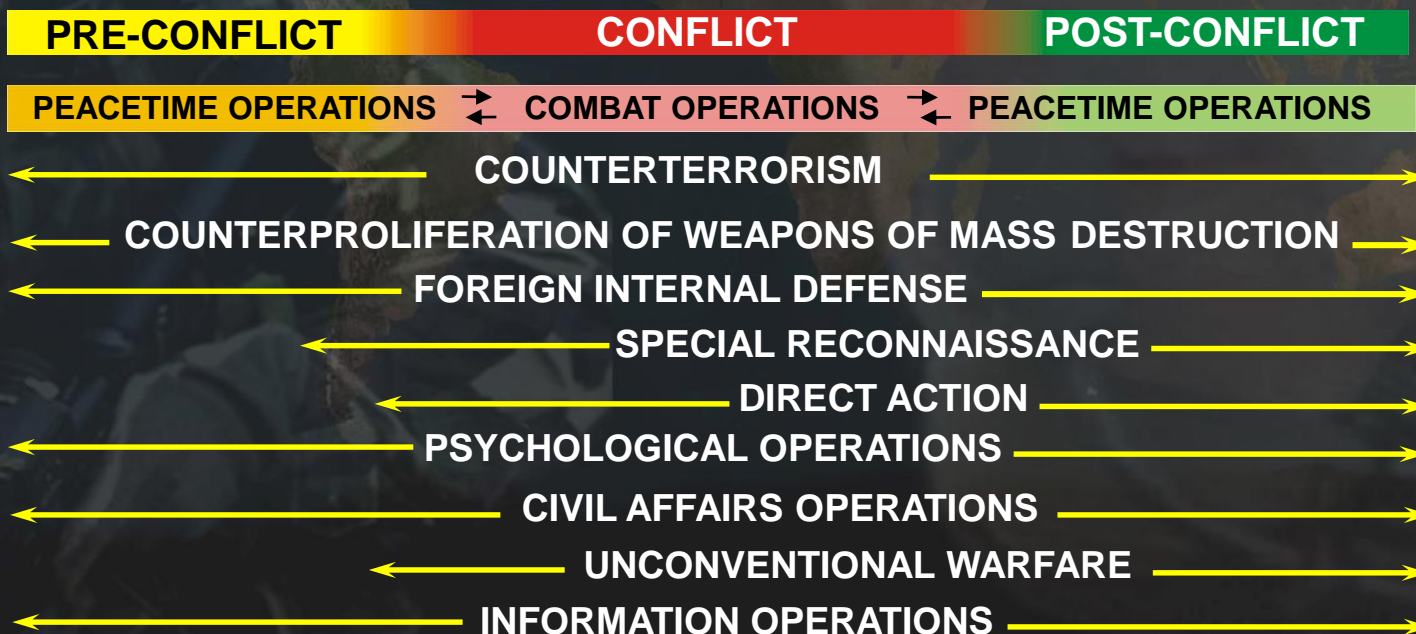 PRE-CONFLICT CONFLICT POST-CONFLICT
PEACETIME OPERATIONS COMBAT OPERATIONS PEACETIME OPERATIONS
COUNTERTERRORISM
COUNTERPROLIFERATION OF WEAPONS OF MASS DESTRUCTION
FOREIGN INTERNAL DEFENSE
SPECIAL RECONNAISSANCE
DIRECT ACTION
PSYCHOLOGICAL OPERATIONS
CIVIL AFFAIRS OPERATIONS
UNCONVENTIONAL WARFARE
INFORMATION OPERATIONS